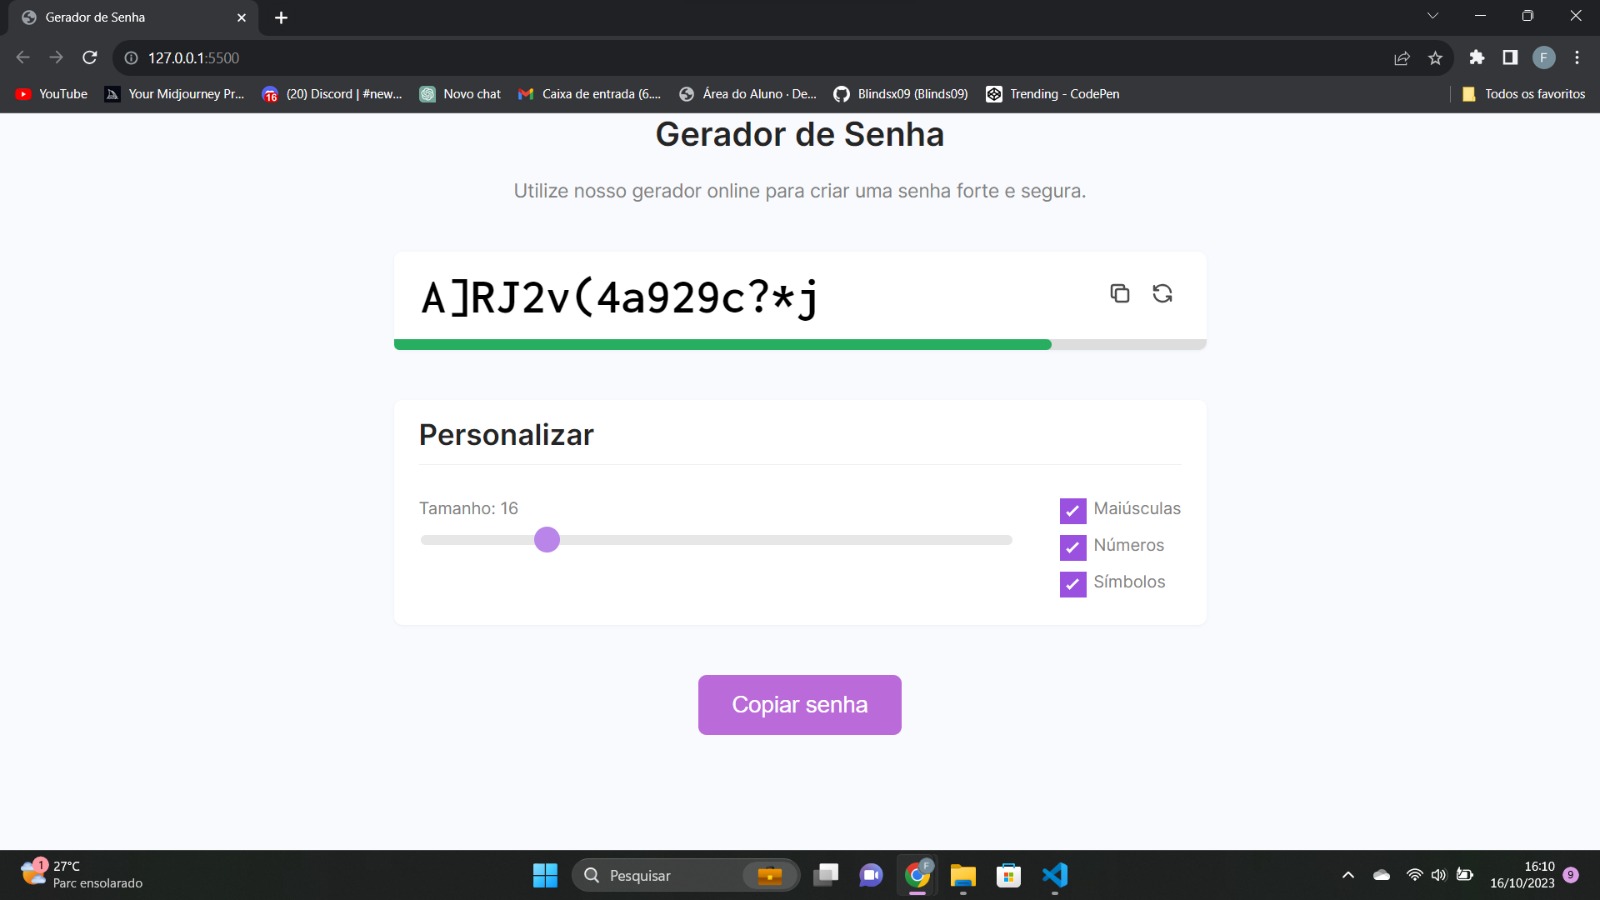 Gerador de Senha
127.0.0.1:5500
YouTube
Your Midjourney Pr...
16
(20) Discord | #new...
Novo chat
Caixa de entrada (6....
Área do Aluno · De...
Blindsx09 (Blinds09)
Trending - CodePen
Todos os favoritos
F
Gerador de Senha
Utilize nosso gerador online para criar uma senha forte e segura.
A]RJ2v(4a929c?*j
Personalizar
Tamanho: 16
Maiúsculas
Números
Símbolos
Copiar senha
1
27°C
Parc ensolarado
Pesquisar
F
16:10
16/10/2023
9